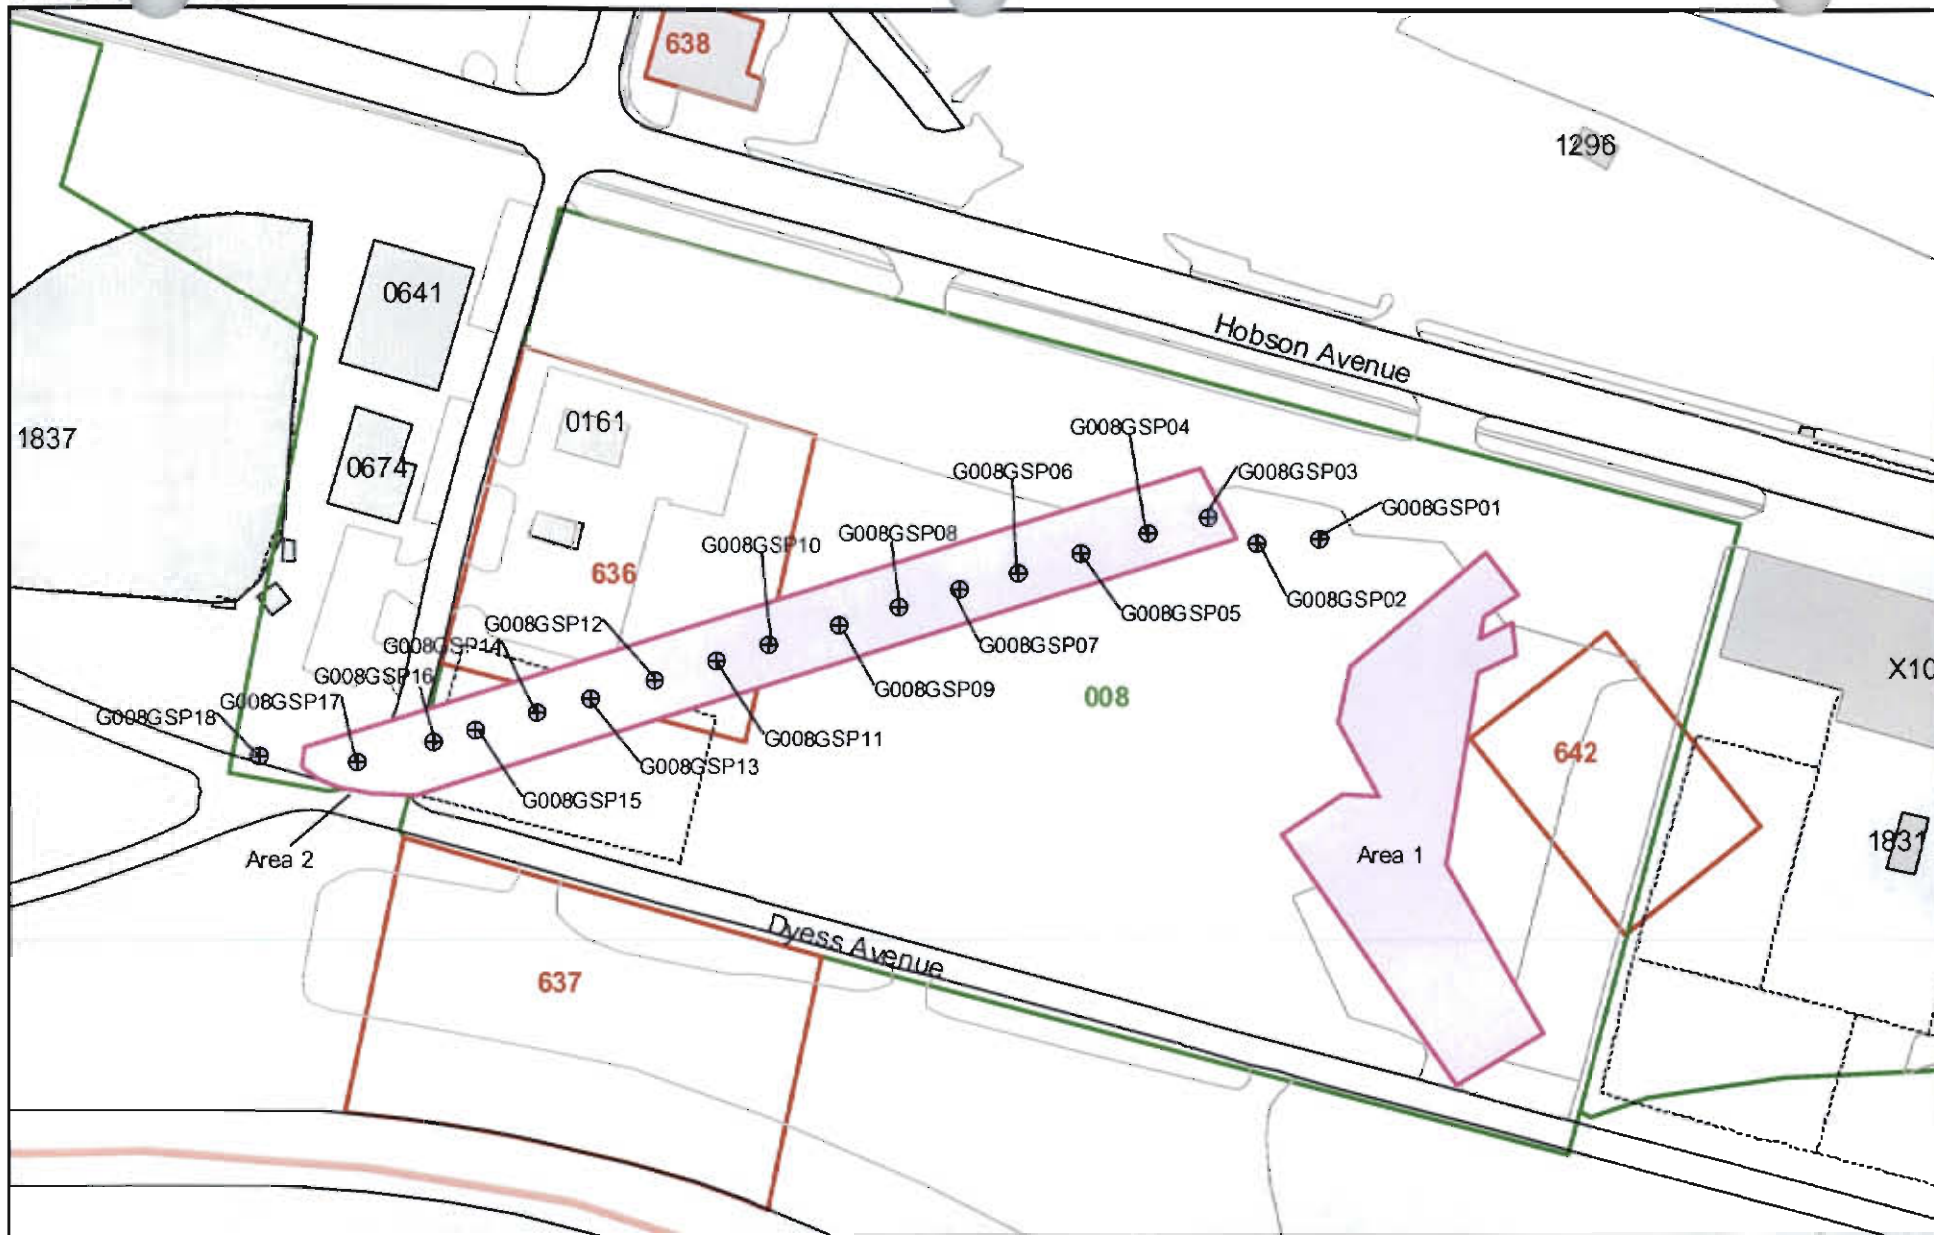 638
1296
0641
Hobson Avenue
0161
1837
G008GSP04
0674
G008GSP06
G008GSP03
G008GSP01
G008GSP08
G008GSP10
636
G008GSP02
G008GSP05
G008GSP12
G008GSP14
G008GSP07
X10
G008GSP16
G008GSP09
008
G008GSP17
G008GSP18
G008GSP11
642
G008GSP13
G008GSP15
1831
Area 2
Area 1
Dyess Avenue
637